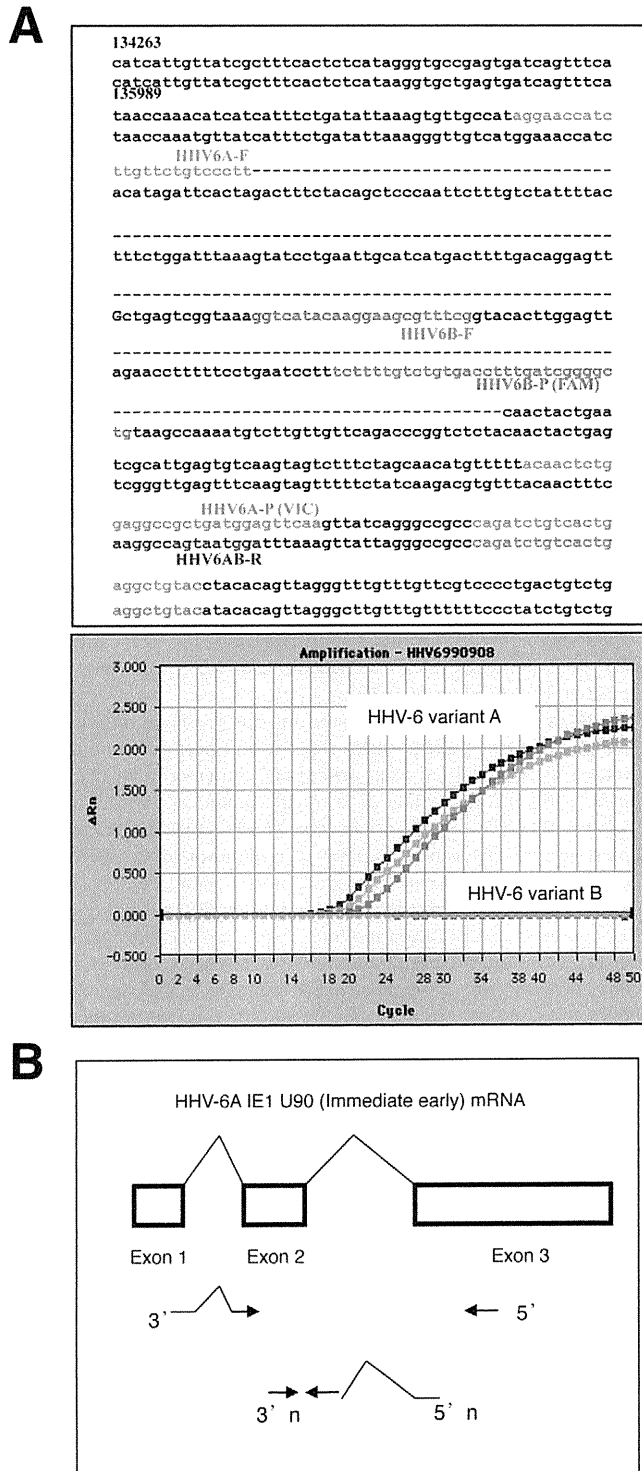 A
134263
catcattgttatcgctttcactctcatagggtgccgagtgatcagtttca
catcattgttatcgctttcactctcataaggtgctgagtgatcagtttca
135989
taaccaaacatcatcatttctgatattaaagtgttgccataggaaccatc
taaccaaatgttatcatttctgatattaaagggttgtcatggaaaccatc
HHV6A-F
ttgttctgtccctt------------------------------------
acatagattcactagactttctacagctcccaattctttgtctattttac
--------------------------------------------------
tttctggatttaaagtatcctgaattgcatcatgacttttgacaggagtt
--------------------------------------------------
Gctgagtcggtaaaggtcatacaaggaagcgtttcggtacacttggagtt
HHV6B-F
--------------------------------------------------
agaacctttttcctgaatcctttcttttgtctgtgacctttgatcggggc
HHV6B-P (FAM)
---------------------------------------caactactgaa
tgtaagccaaaatgtcttgttgttcagacccggtctctacaactactgag
tcgcattgagtgtcaagtagtctttctagcaacatgttttttacaactctg
tcgggttgagtttcaagtagtttttctatcaagacgtgtttacaactttc
HHV6A-P (VIC)
gaggccgctgatggagttcaagttatcagggccgcccagatctgtcactg
aaggccagtaatggatttaaagttattagggccgcccagatctgtcactg
HHV6AB-R
aggctgtacctacacagttagggtttgttttgttcgtcccctgactgtctg
aggctgtacatacacagttagggcttgtttgttttttccctatctgtctg
Amplification - HHV6990908
3.000
2.500
2.000
1.500
1.000
0.500
0.000
-0.500
ΔRn
HHV-6 variant A
HHV-6 variant B
0 2 4 6 8 10 14 18 20 24 28 30 34 38 40 44 48 50
Cycle
B
HHV-6A IE1 U90 (Immediate early) mRNA
Exon 1 Exon 2 Exon 3
3' 5'
3' n 5' n